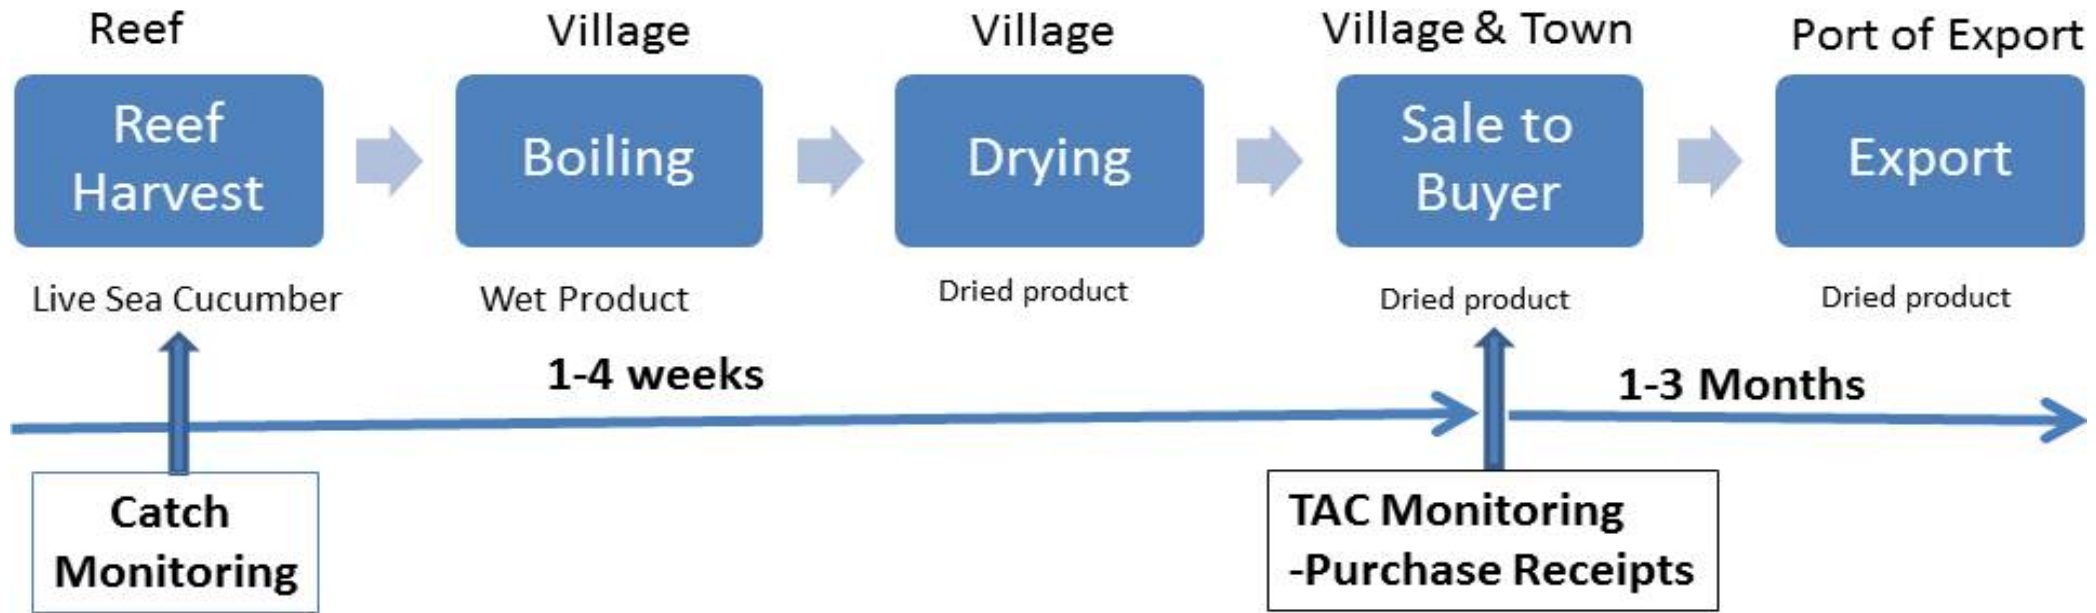 Reef
Village
Village
Village & Town
Port of Export
Reef
Harvest
Boiling
Drying
Sale to
Buyer
Export
Live Sea Cucumber
Wet Product
Dried product
Dried product
Dried product
1-4 weeks
1-3 Months
Catch
Monitoring
TAC Monitoring
-Purchase Receipts